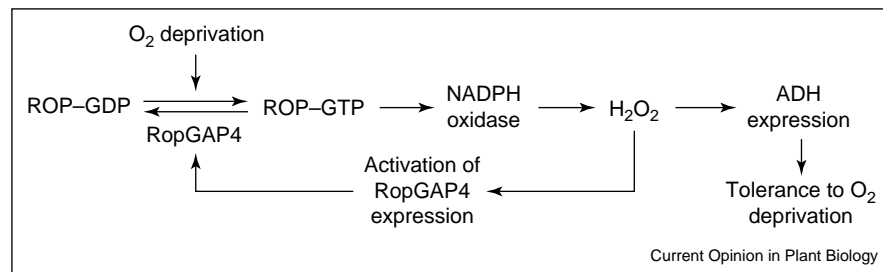 O₂ deprivation
ROP–GDP
ROP–GTP
NADPH
oxidase
H₂O₂
ADH
expression
RopGAP4
Activation of
RopGAP4
expression
Tolerance to O₂
deprivation
Current Opinion in Plant Biology